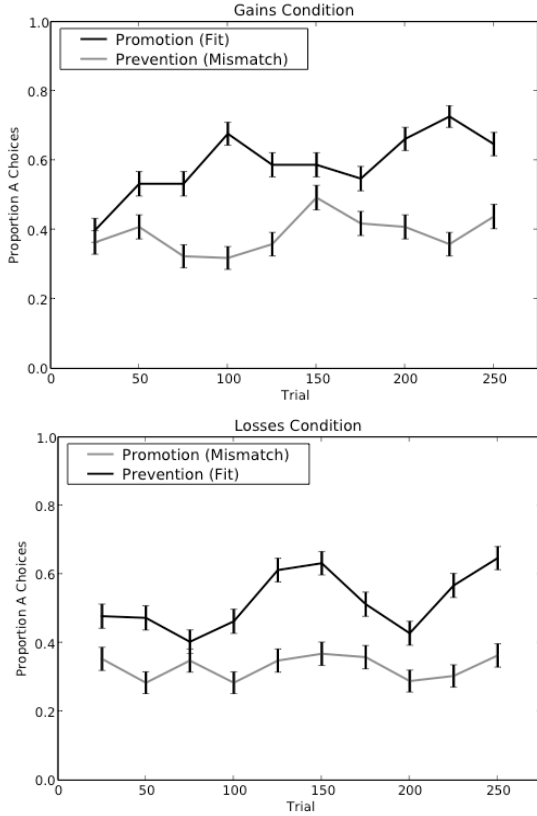 Gains Condition
1.0
Promotion (Fit)
Prevention (Mismatch)
0.8
0.6
0.4
0.2
0.0
Proportion A Choices
0 50 100 150 200 250
Trial
Losses Condition
1.0
Promotion (Mismatch)
Prevention (Fit)
0.8
0.6
0.4
0.2
0.0
Proportion A Choices
0 50 100 150 200 250
Trial